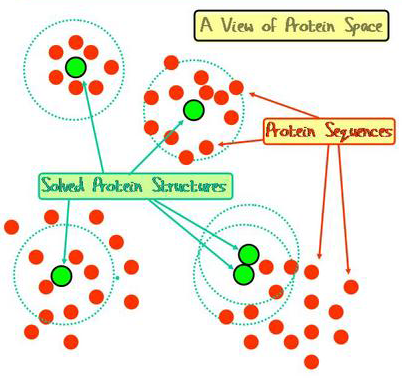 A View of Protein Space
Protein Sequences
Solved Protein Structures